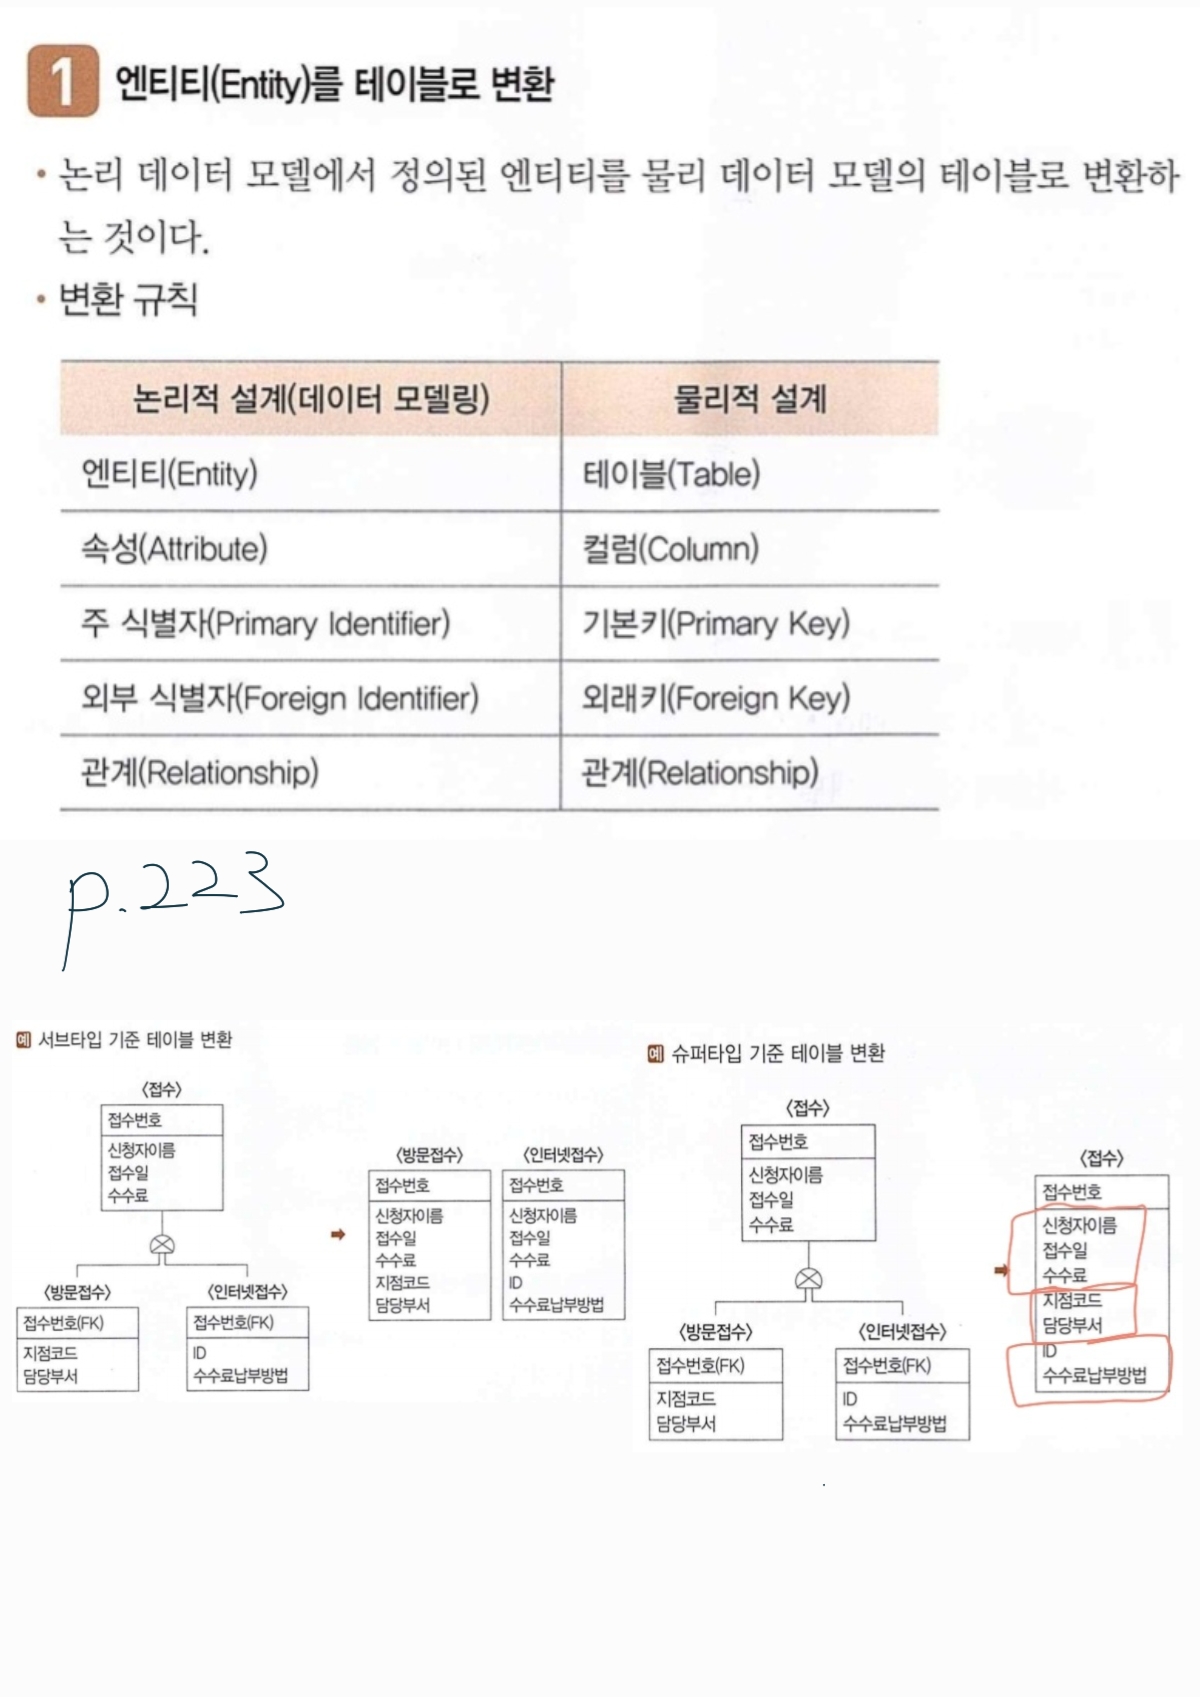 1 엔티티(Entity)를 테이블로 변환
• 논리 데이터 모델에서 정의된 엔티티를 물리 데이터 모델의 테이블로 변환하
는 것이다.
• 변환 규칙
논리적 설계(데이터 모델링) 물리적 설계
엔티티(Entity) 테이블(Table)
속성(Attribute) 컬럼(Column)
주 식별자(Primary Identifier) 기본키(Primary Key)
외부 식별자(Foreign Identifier) 외래키(Foreign Key)
관계(Relationship) 관계(Relationship)
p.223
예 서브타입 기준 테이블 변환
〈접수〉
접수번호
신청자이름
접수일
수수료
〈방문접수〉
접수번호(FK)
지점코드
담당부서
〈인터넷접수〉
접수번호(FK)
ID
수수료납부방법
〈방문접수〉
접수번호
신청자이름
접수일
수수료
지점코드
담당부서
〈인터넷접수〉
접수번호
신청자이름
접수일
수수료
ID
수수료납부방법
예 슈퍼타입 기준 테이블 변환
〈접수〉
접수번호
신청자이름
접수일
수수료
〈방문접수〉
접수번호(FK)
지점코드
담당부서
〈인터넷접수〉
접수번호(FK)
ID
수수료납부방법
〈접수〉
접수번호
신청자이름
접수일
수수료
지점코드
담당부서
ID
수수료납부방법